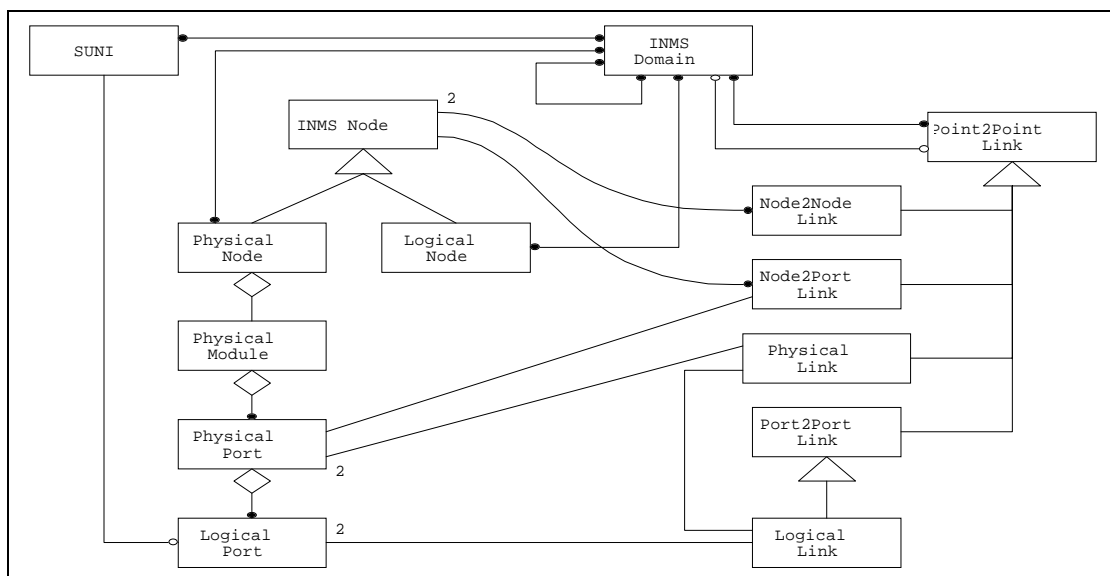 SUNI
INMS
Domain
INMS Node
2
Point2Point
Link
Node2Node
Link
Physical
Node
Logical
Node
Node2Port
Link
Physical
Module
Physical
Link
Physical
Port
Port2Port
Link
2
Logical
Port
2
Logical
Link